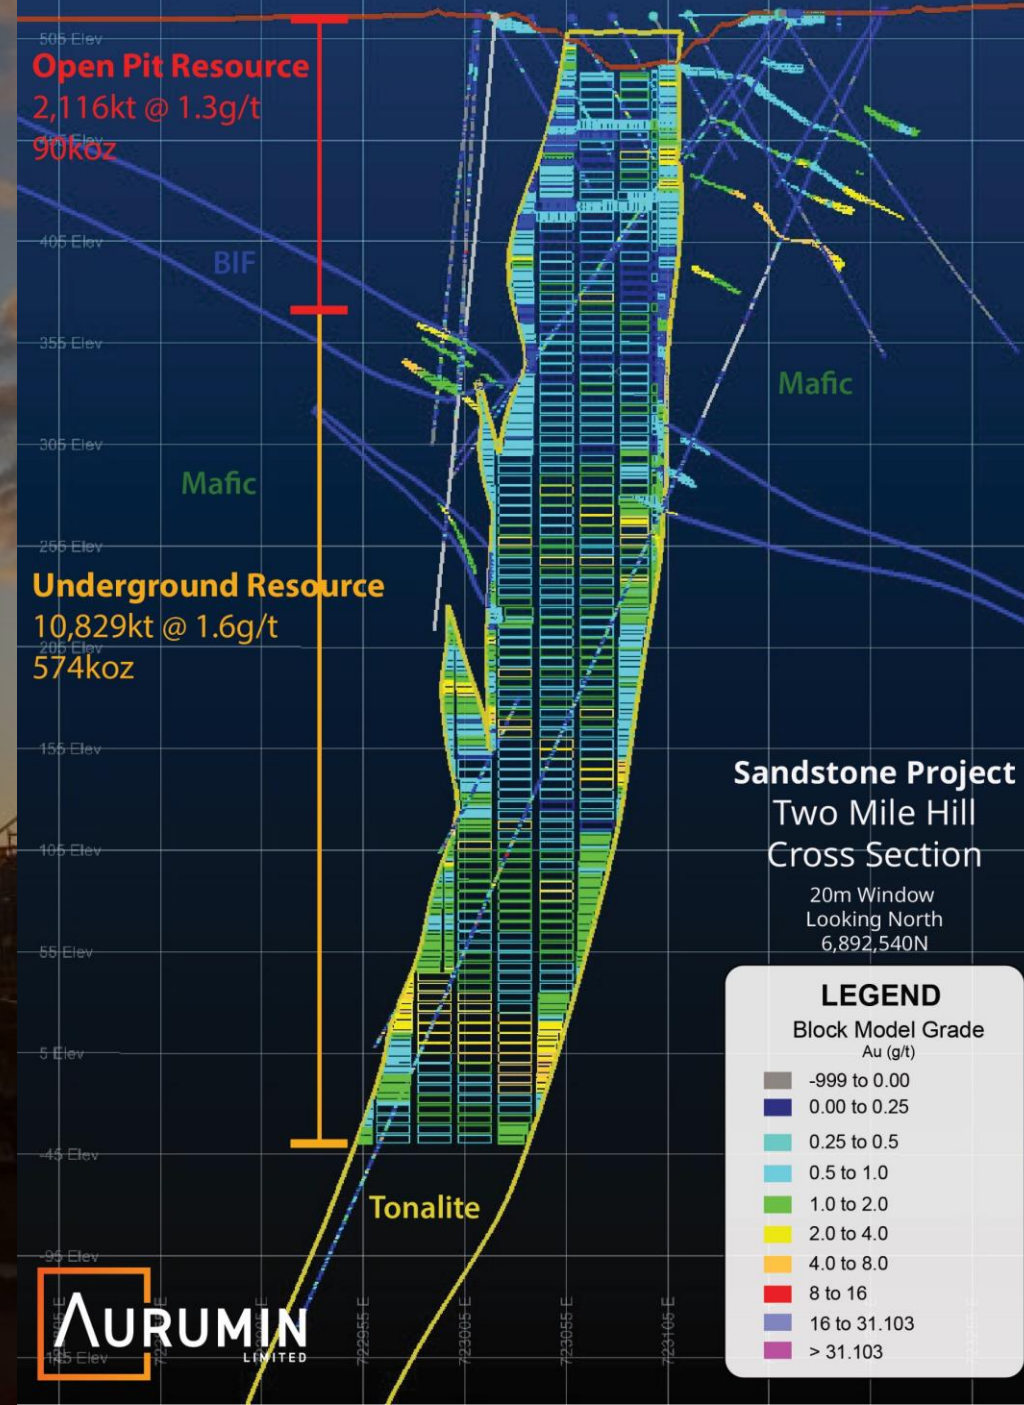 505 Elev
Open Pit Resource
2,116kt @ 1.3g/t
90koz
405 Elev
BIF
355 Elev
Mafic
305 Elev
Mafic
255 Elev
Underground Resource
10,829kt @ 1.6g/t
205 Elev
574koz
155 Elev
Sandstone Project
Two Mile Hill
Cross Section
105 Elev
20m Window
Looking North
6,892,540N
55 Elev
LEGEND
Block Model Grade
Au (g/t)
-999 to 0.00
0.00 to 0.25
0.25 to 0.5
0.5 to 1.0
1.0 to 2.0
2.0 to 4.0
4.0 to 8.0
8 to 16
16 to 31.103
> 31.103
5 Elev
-45 Elev
Tonalite
-95 Elev
AURUMIN
LIMITED
722955 E
723005 E
723055 E
723105 E